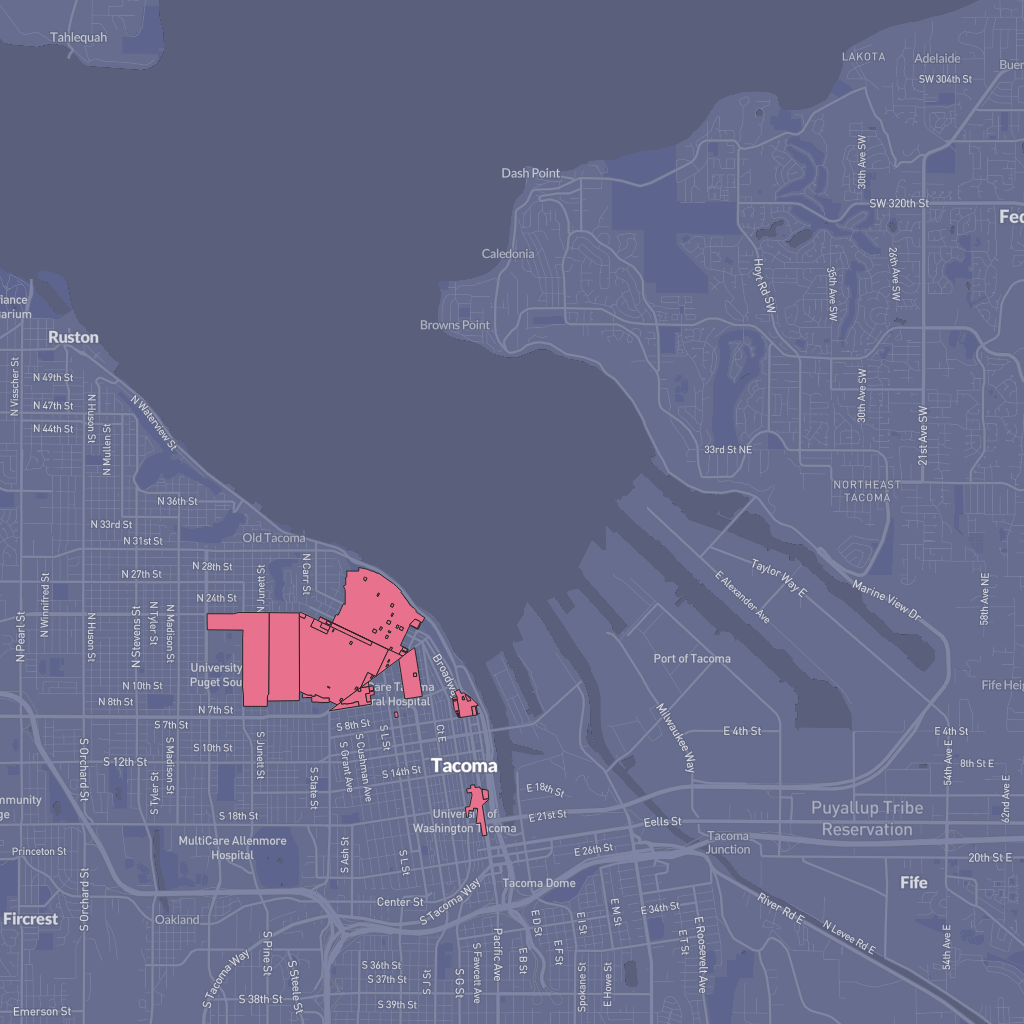 Tahlequah
LAKOTA
Adelaide
SW 304th St
Dash Point
30th Ave SW
SW 320th St
Caledonia
26th Ave SW
35th Ave SW
Hoyt Rd SW
Browns Point
Ruston
N 49th St
N Visscher St
N 47th St
N Huson St
N Waterview St
30th Ave SW
21st Ave SW
N 44th St
N Mullen St
33rd St NE
NORTHEAST
TACOMA
N 36th St
N 33rd St
N 31st St
Old Tacoma
N 28th St
N Carr St
N 27th St
N Junett St
N 24th St
Taylor Way E
E Alexander Ave
Marine View Dr
58th Ave NE
N Winnifred St
N Pearl St
N Huson St
N Stevens St
N Tyler St
N Madison St
University
Puget Sou
N 10th St
N 8th St
N 7th St
Broadway
Care Tacoma
ral Hospital
Port of Tacoma
Fife Heig
S 7th St
S 8th St
S L St
Ct E
S 10th St
S Junett St
S Grant Ave
S Cushman Ave
Milwaukee Way
E 4th St
E 4th St
S 12th St
S Orchard St
S Madison St
S Tyler St
S State St
S 14th St
Tacoma
54th Ave E
8th St E
62nd Ave E
E 18th St
E 21st St
S 18th St
University of
Washington Tacoma
Puyallup Tribe
Reservation
Eells St
MultiCare Allenmore
Hospital
Princeton St
S Ash St
S L St
E 26th St
Tacoma
Junction
20th St E
S Orchard St
Center St
S Tacoma Way
Tacoma Dome
Fife
Fircrest
Oakland
E D St
E I St
E M St
E 34th St
E T St
E Roosevelt Ave
River Rd E
N Levee Rd E
54th Ave E
S Tacoma Way
S Pine St
S Steele St
S 36th St
S 37th St
S 38th St
S 39th St
S J St
S G St
S Fawcett Ave
Pacific Ave
E B St
E F St
Spokane St
E Howe St
Emerson St